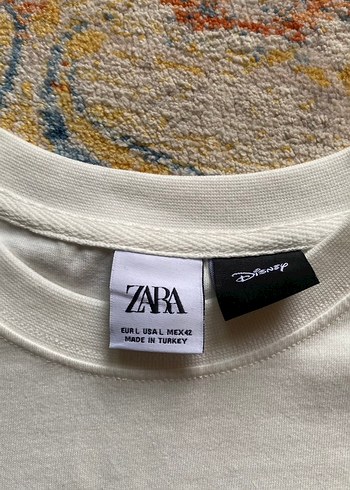 ZARA
EUR L USA L MEX42
MADE IN TURKEY
Disney